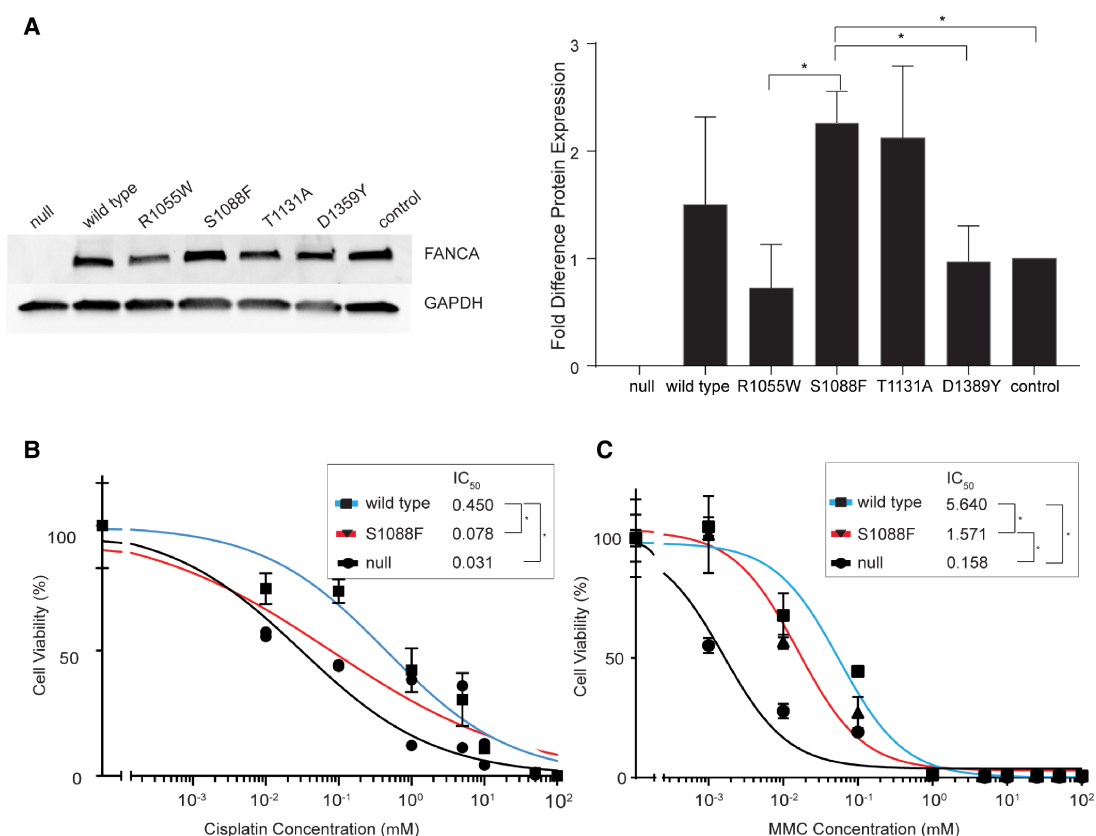 A
null
wild type
R1055W
S1088F
T1131A
D1359Y
control
FANCA
GAPDH
Fold Difference Protein Expression
3
2
1
0
*
*
*
null wild type R1055W S1088F T1131A D1389Y control
B
Cell Viability (%)
100
50
0
IC50
wild type 0.450
S1088F 0.078
null 0.031
*
*
10-3 10-2 10-1 100 101 102
Cisplatin Concentration (mM)
C
Cell Viability (%)
100
50
0
IC50
wild type 5.640
S1088F 1.571
null 0.158
*
*
*
10-3 10-2 10-1 100 101 102
MMC Concentration (mM)